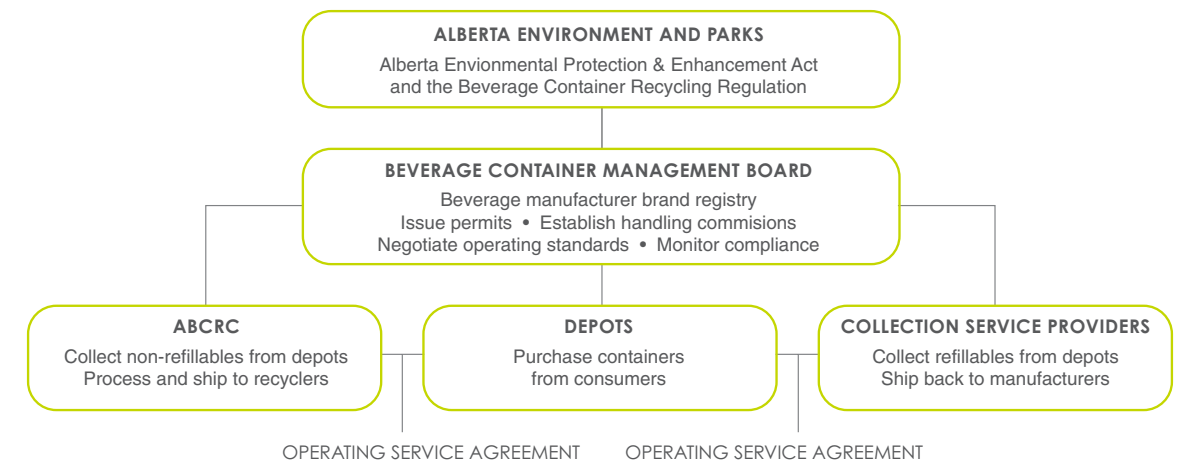 ALBERTA ENVIRONMENT AND PARKS
Alberta Envionmental Protection & Enhancement Act
and the Beverage Container Recycling Regulation
BEVERAGE CONTAINER MANAGEMENT BOARD
Beverage manufacturer brand registry
Issue permits • Establish handling commisions
Negotiate operating standards • Monitor compliance
ABCRC
Collect non-refillables from depots
Process and ship to recyclers
DEPOTS
Purchase containers
from consumers
COLLECTION SERVICE PROVIDERS
Collect refillables from depots
Ship back to manufacturers
OPERATING SERVICE AGREEMENT
OPERATING SERVICE AGREEMENT